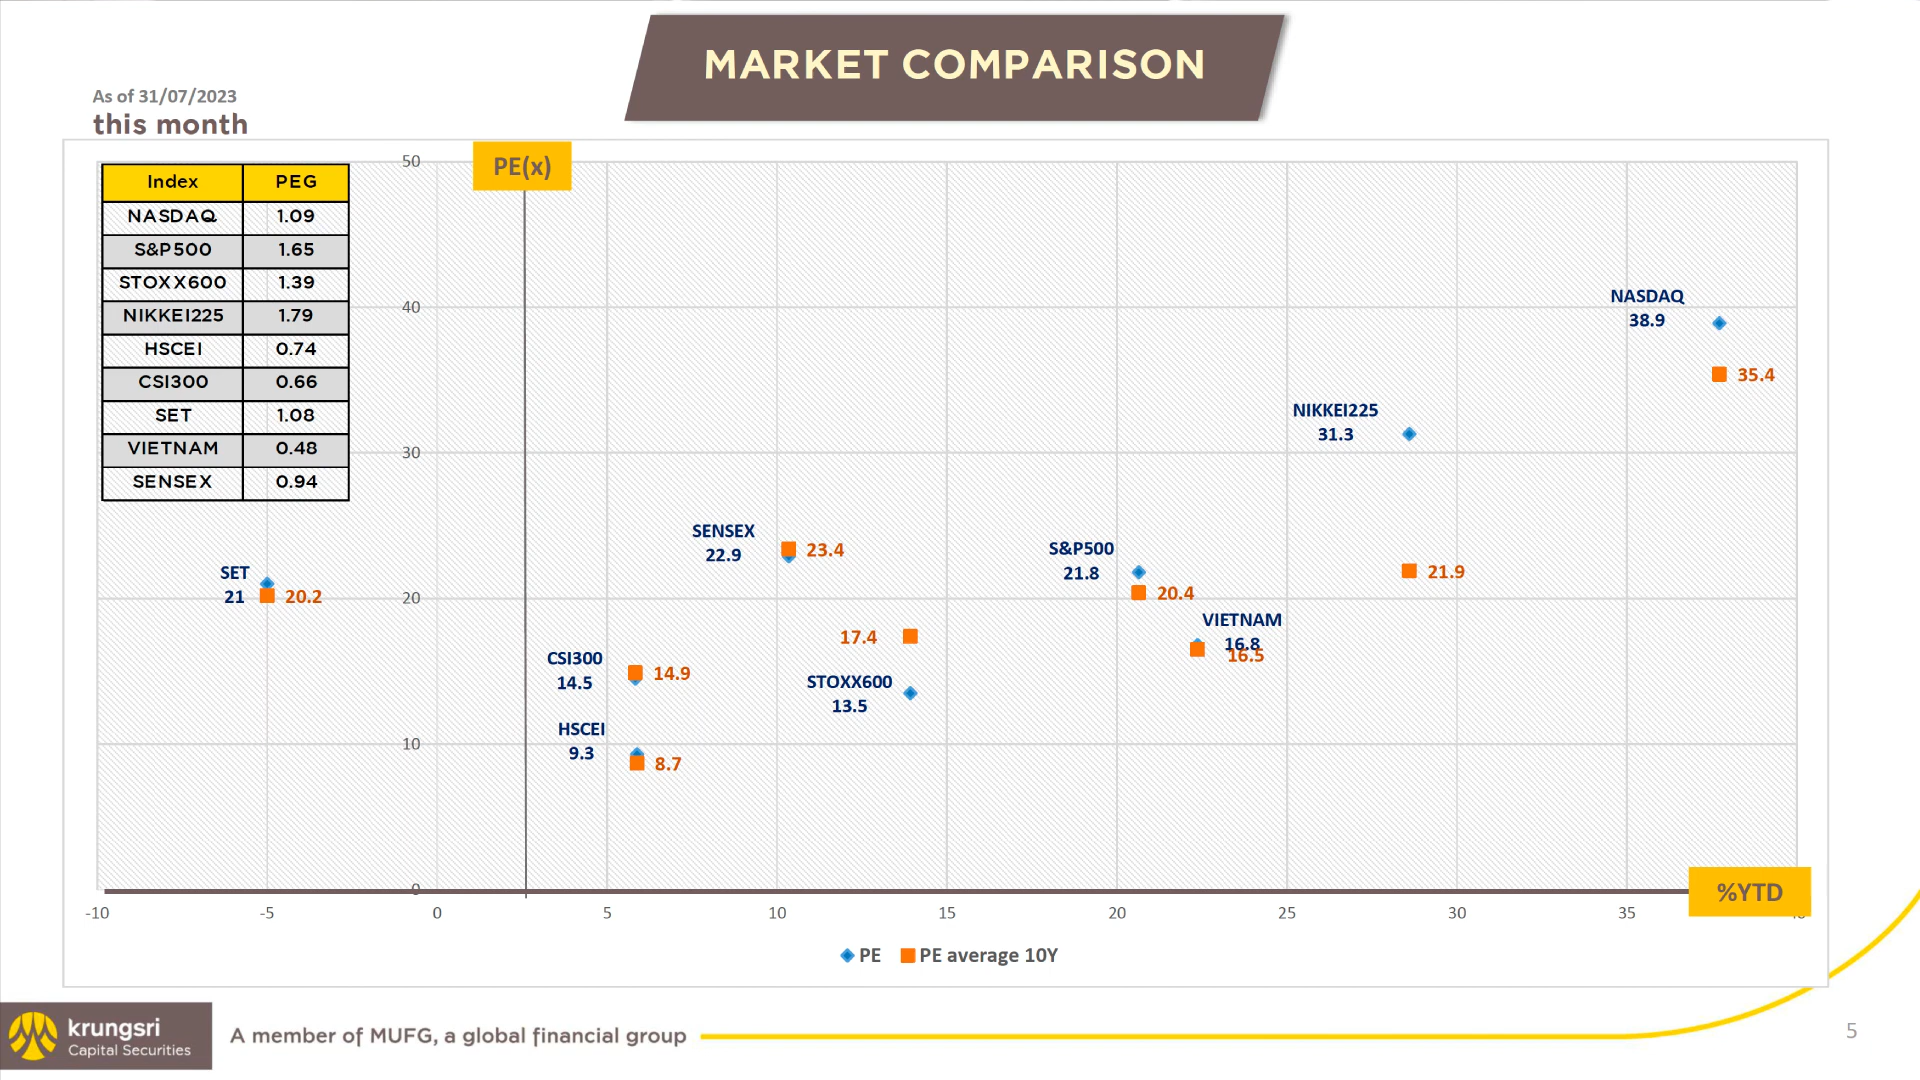 MARKET COMPARISON
As of 31/07/2023
this month
PE(x)
Index PEG
NASDAQ 1.09
S&P500 1.65
STOXX600 1.39
NIKKEI225 1.79
HSCEI 0.74
CSI300 0.66
SET 1.08
VIETNAM 0.48
SENSEX 0.94
50
40
30
20
10
0
NASDAQ
38.9
35.4
NIKKEI225
31.3
21.9
SENSEX
22.9
23.4
S&P500
21.8
20.4
SET
21
20.2
VIETNAM
16.8
16.5
17.4
STOXX600
13.5
CSI300
14.5
14.9
HSCEI
9.3
8.7
%YTD
-10 -5 0 5 10 15 20 25 30 35
PE PE average 10Y
krungsri
Capital Securities
A member of MUFG, a global financial group
5